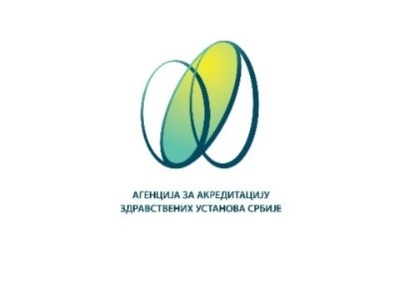 АГЕНЦИЈА ЗА АКРЕДИТАЦИЈУ
ЗДРАВСТВЕНИХ УСТАНОВА СРБИЈЕ